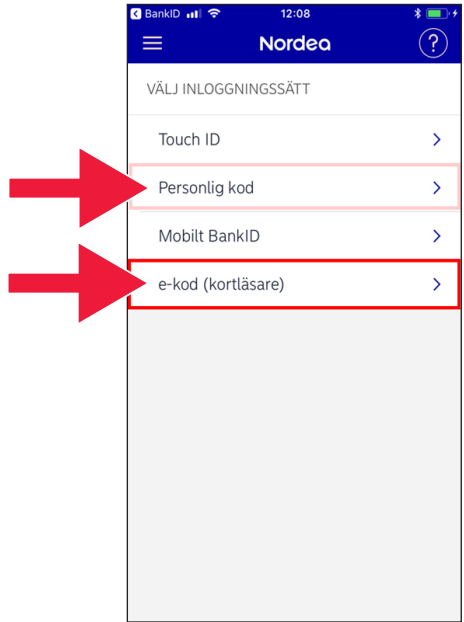 BankID 12:08
Nordea
?
VÄLJ INLOGGNINGSSÄTT
Touch ID
Personlig kod
Mobilt BankID
e-kod (kortläsare)